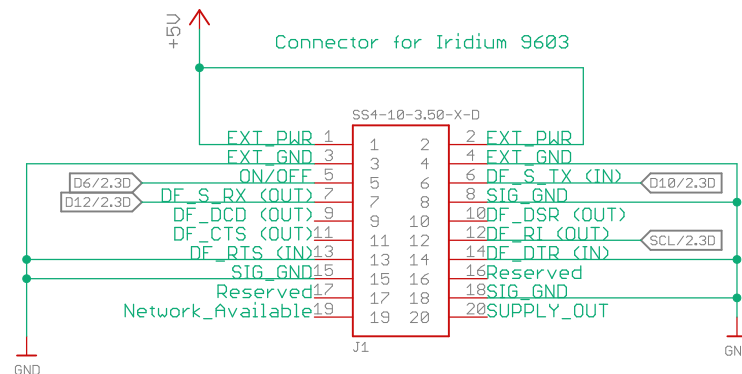 +5V
Connector for Iridium 9603
SS4-10-3.50-X-D
EXT_PWR 1 1 2 2 EXT_PWR
EXT_GND 3 3 4 4 EXT_GND
D6/2.3D ON/OFF 5 5 6 6 DF_S_TX (IN) D10/2.3D
D12/2.3D DF_S_RX (OUT) 7 7 8 8 SIG_GND
DF_DCD (OUT) 9 9 10 10 DF_DSR (OUT)
DF_CTS (OUT) 11 11 12 12 DF_RI (OUT) SCL/2.3D
DF_RTS (IN) 13 13 14 14 DF_DTR (IN)
SIG_GND 15 15 16 16 Reserved
Reserved 17 17 18 18 SIG_GND
Network_Available 19 19 20 20 SUPPLY_OUT
J1
GND
GN